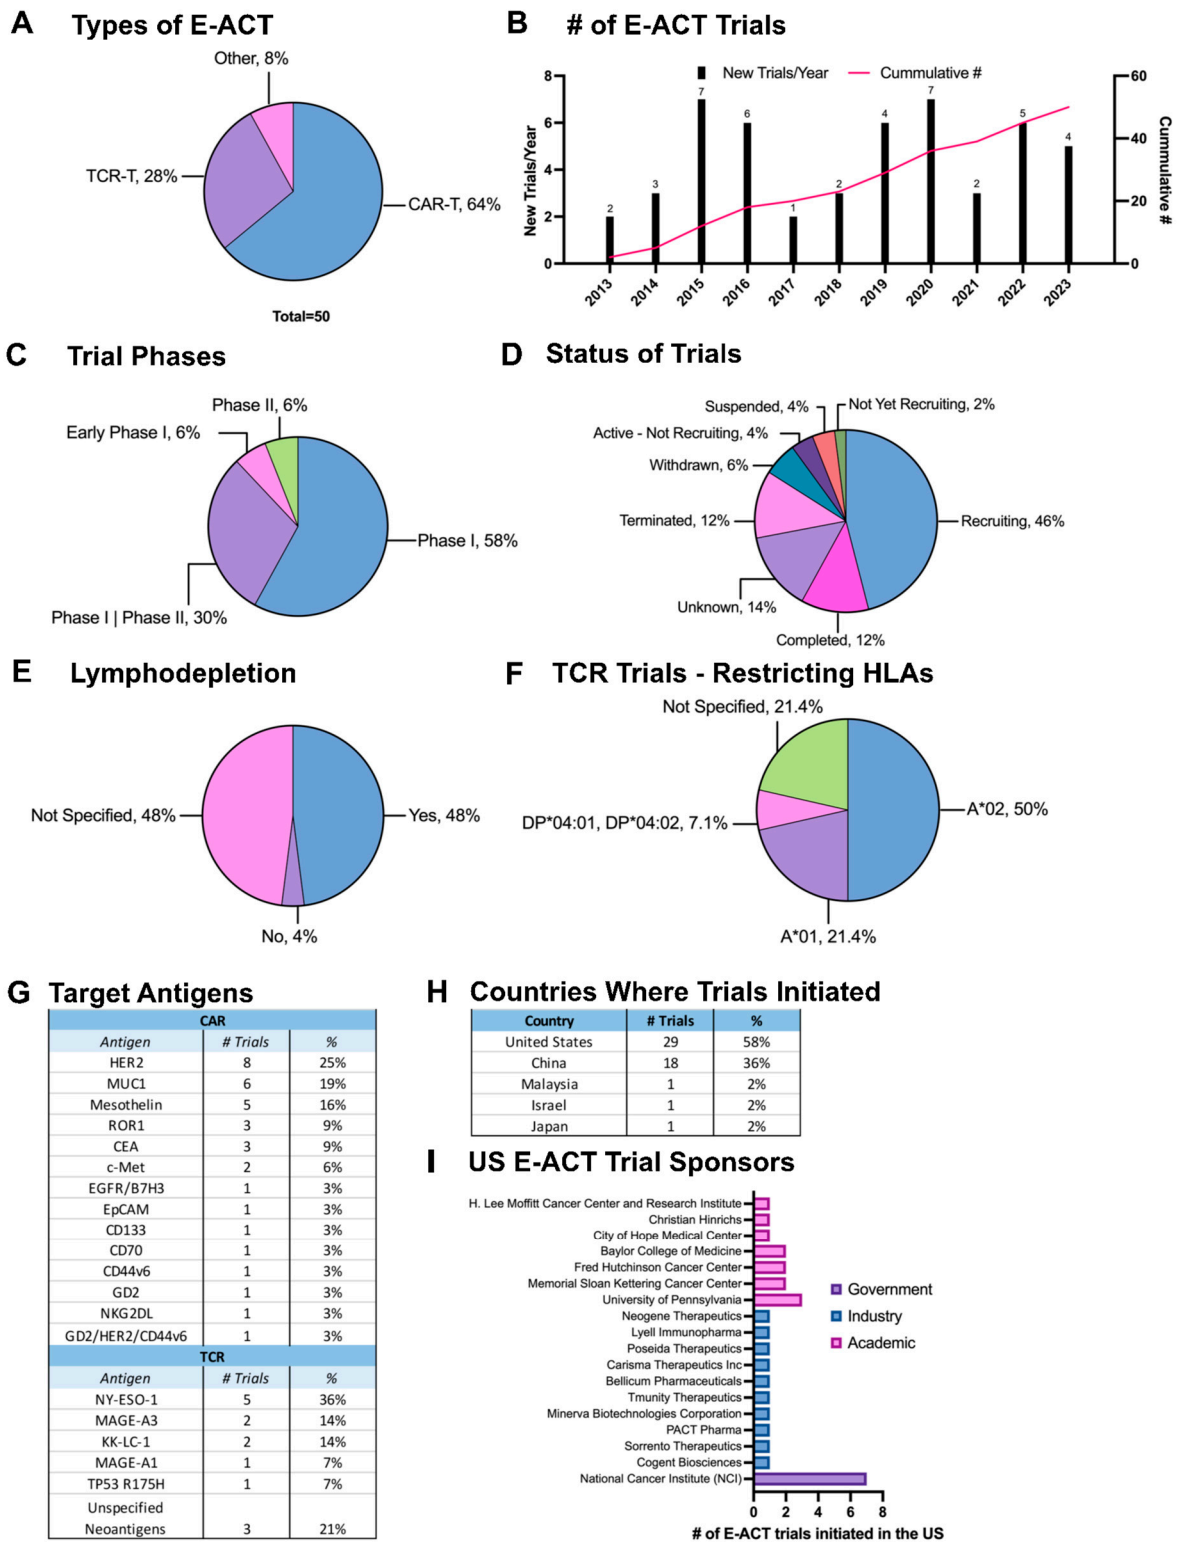 A Types of E-ACT
Other, 8%
TCR-T, 28%
CAR-T, 64%
Total=50
B # of E-ACT Trials
New Trials/Year
Cummulative #
8
6
4
2
0
New Trials/Year
2
3
7
6
1
2
4
7
2
5
4
60
40
20
0
Cummulative #
2013
2014
2015
2016
2017
2018
2019
2020
2021
2022
2023
C Trial Phases
Phase II, 6%
Early Phase I, 6%
Phase I, 58%
Phase I | Phase II, 30%
D Status of Trials
Suspended, 4%
Not Yet Recruiting, 2%
Active - Not Recruiting, 4%
Withdrawn, 6%
Terminated, 12%
Recruiting, 46%
Unknown, 14%
Completed, 12%
E Lymphodepletion
Not Specified, 48%
Yes, 48%
No, 4%
F TCR Trials - Restricting HLAs
Not Specified, 21.4%
A*02, 50%
DP*04:01, DP*04:02, 7.1%
A*01, 21.4%
G Target Antigens
CAR
Antigen # Trials %
HER2 8 25%
MUC1 6 19%
Mesothelin 5 16%
ROR1 3 9%
CEA 3 9%
c-Met 2 6%
EGFR/B7H3 1 3%
EpCAM 1 3%
CD133 1 3%
CD70 1 3%
CD44v6 1 3%
GD2 1 3%
NKG2DL 1 3%
GD2/HER2/CD44v6 1 3%
TCR
Antigen # Trials %
NY-ESO-1 5 36%
MAGE-A3 2 14%
KK-LC-1 2 14%
MAGE-A1 1 7%
TP53 R175H 1 7%
Unspecified
Neoantigens 3 21%
H Countries Where Trials Initiated
Country # Trials %
United States 29 58%
China 18 36%
Malaysia 1 2%
Israel 1 2%
Japan 1 2%
I US E-ACT Trial Sponsors
H. Lee Moffitt Cancer Center and Research Institute
Christian Hinrichs
City of Hope Medical Center
Baylor College of Medicine
Fred Hutchinson Cancer Center
Memorial Sloan Kettering Cancer Center
University of Pennsylvania
Neogene Therapeutics
Lyell Immunopharma
Poseida Therapeutics
Carisma Therapeutics Inc
Bellicum Pharmaceuticals
Tmunity Therapeutics
Minerva Biotechnologies Corporation
PACT Pharma
Sorrento Therapeutics
Cogent Biosciences
National Cancer Institute (NCI)
Government
Industry
Academic
0 2 4 6 8
# of E-ACT trials initiated in the US